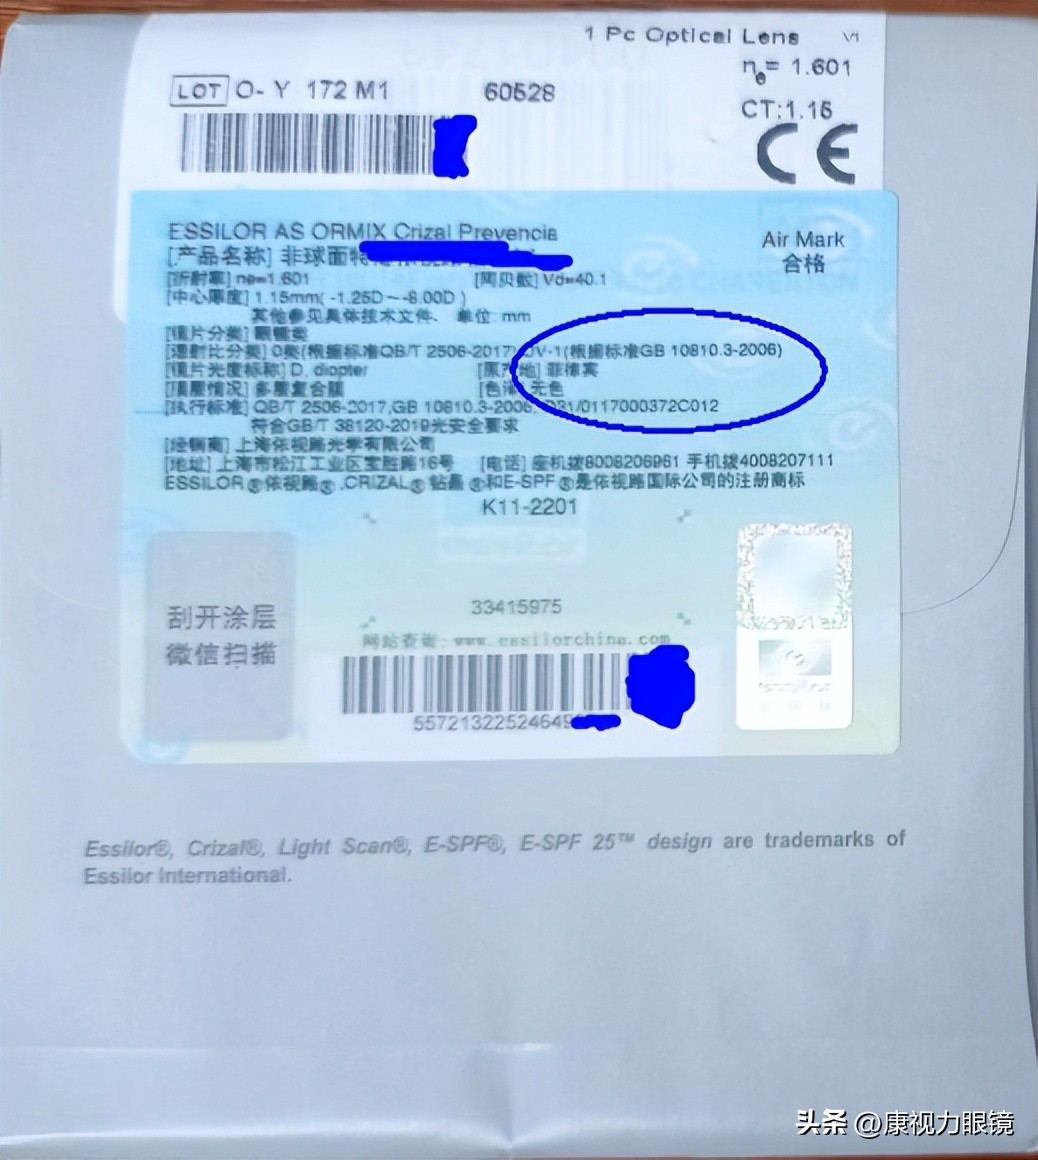 1 Pc Optical Lens V1
ne= 1.601
LOT O- Y 172 M1 60528
CT:1.15
CE
ESSILOR AS ORMIX Crizal Prevencia
Air Mark
[产品名称] 非球面特
合格
[折射率] ne=1.601 [阿贝数] Vd=40.1
[中心厚度] 1.15mm( -1.25D～-8.00D )
其他参见具体技术文件、 单位: mm
[镜片分类] 眼镜类
[透射比分类] 0类(根据标准QB/T 2506-2017) UV-1(根据标准GB 10810.3-2006)
[镜片光度标称] D, diopter [原产地] 菲律宾
[顶层情况] 多层复合膜 [色泽] 无色
[执行标准] QB/T 2506-2017,GB 10810.3-2006, D31/0117000372C012
符合GB/T 38120-2019光安全要求
[经销商] 上海依视路光学有限公司
[地址] 上海市松江工业区宝胜路16号 [电话] 座机拨8008206961 手机拨4008207111
ESSILOR®依视路®,CRIZAL®钻晶®和E-SPF®是依视路国际公司的注册商标
K11-2201
刮开涂层
微信扫描
33415975
网站查询: www.essilorchina.com
55721322524649
Essilor®, Crizal®, Light Scan®, E-SPF®, E-SPF 25™ design are trademarks of
Essilor International.
头条 @康视力眼镜